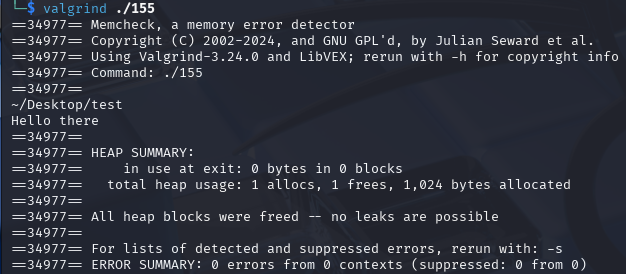 └─$ valgrind ./155
==34977== Memcheck, a memory error detector
==34977== Copyright (C) 2002-2024, and GNU GPL'd, by Julian Seward et al.
==34977== Using Valgrind-3.24.0 and LibVEX; rerun with -h for copyright info
==34977== Command: ./155
==34977==
~/Desktop/test
Hello there
==34977==
==34977== HEAP SUMMARY:
==34977==     in use at exit: 0 bytes in 0 blocks
==34977==   total heap usage: 1 allocs, 1 frees, 1,024 bytes allocated
==34977==
==34977== All heap blocks were freed -- no leaks are possible
==34977==
==34977== For lists of detected and suppressed errors, rerun with: -s
==34977== ERROR SUMMARY: 0 errors from 0 contexts (suppressed: 0 from 0)